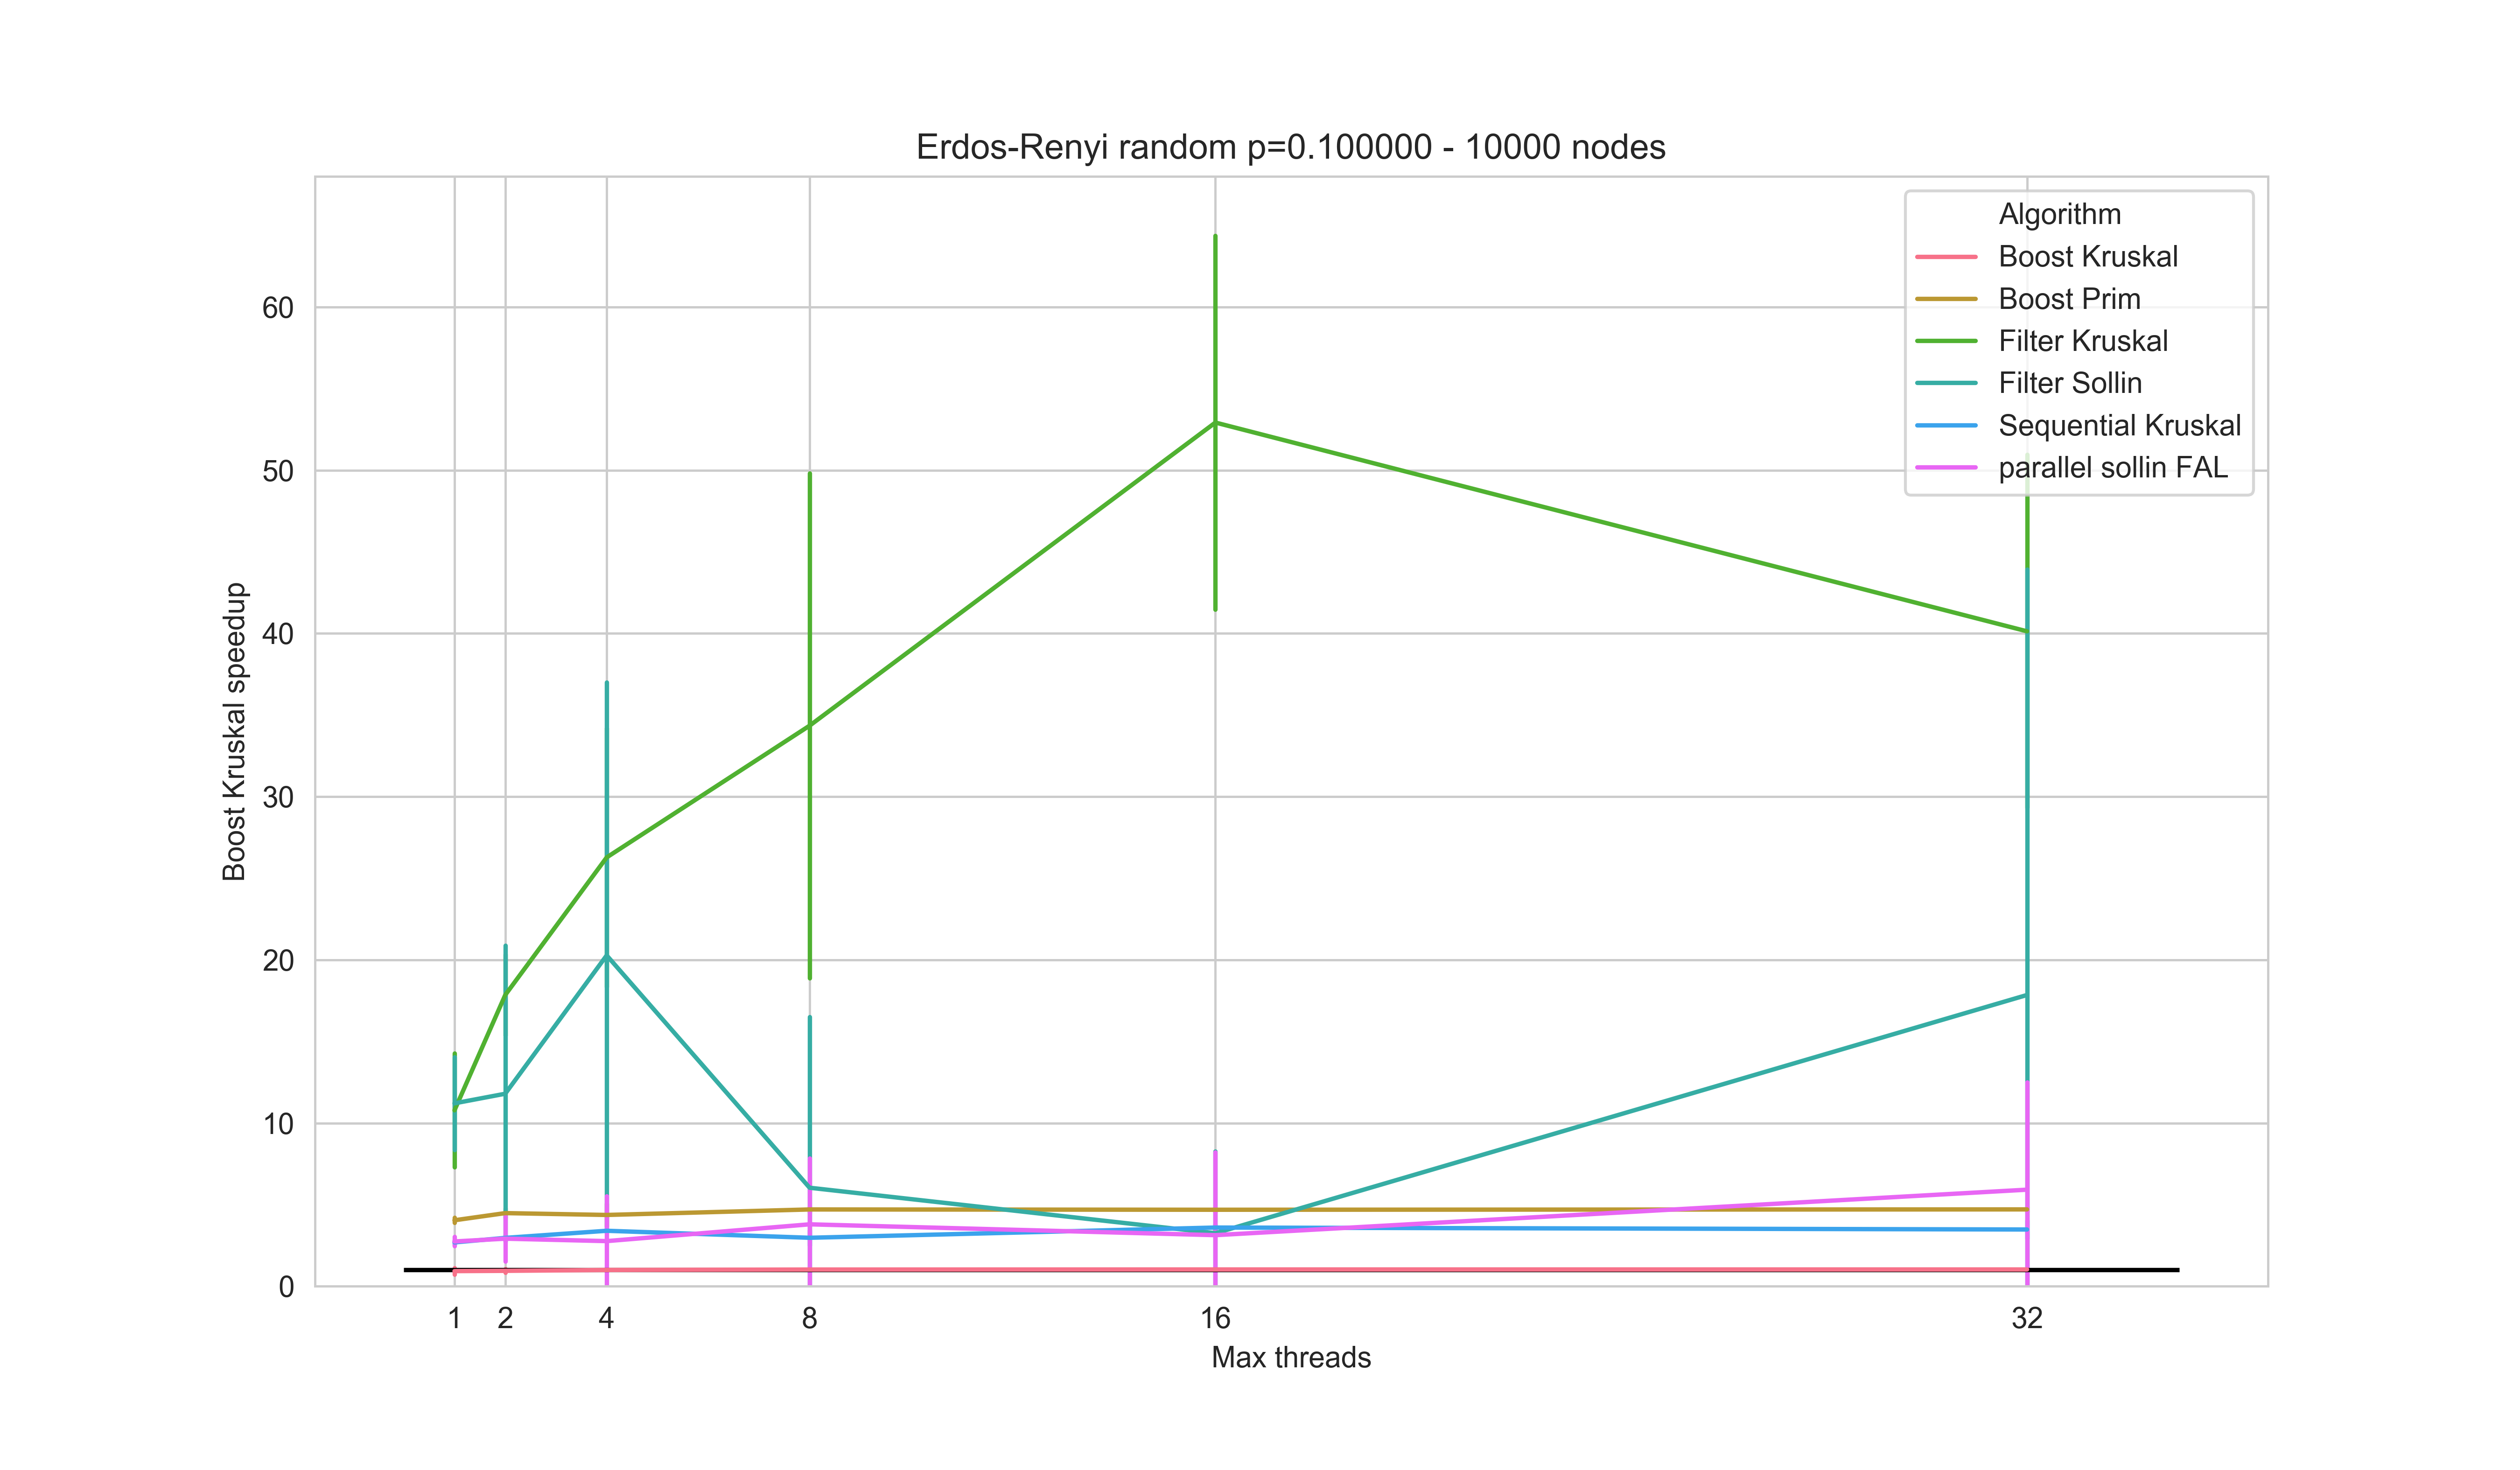 Erdos-Renyi random p=0.100000 - 10000 nodes
Algorithm
Boost Kruskal
Boost Prim
Filter Kruskal
Filter Sollin
Sequential Kruskal
parallel sollin FAL
Boost Kruskal speedup
60
50
40
30
20
10
0
1 2 4 8 16 32
Max threads